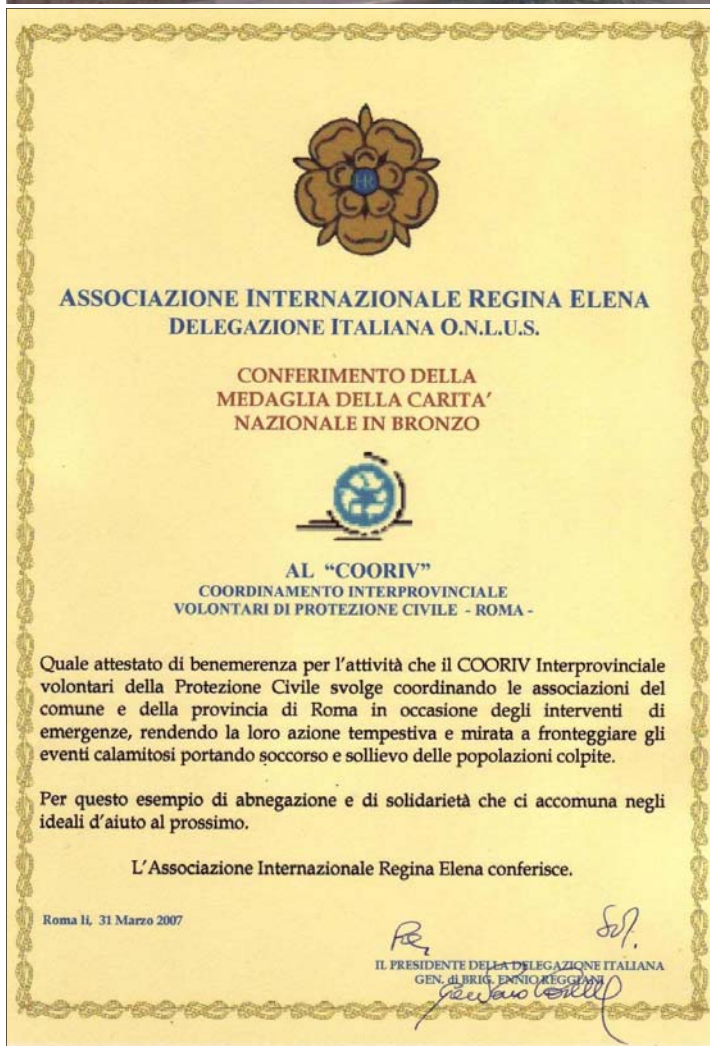 HR
ASSOCIAZIONE INTERNAZIONALE REGINA ELENA
DELEGAZIONE ITALIANA O.N.L.U.S.
CONFERIMENTO DELLA
MEDAGLIA DELLA CARITA'
NAZIONALE IN BRONZO
AL “COORIV”
COORDINAMENTO INTERPROVINCIALE
VOLONTARI DI PROTEZIONE CIVILE - ROMA -
Quale attestato di benemerenza per l'attività che il COORIV Interprovinciale
volontari della Protezione Civile svolge coordinando le associazioni del
comune e della provincia di Roma in occasione degli interventi di
emergenze, rendendo la loro azione tempestiva e mirata a fronteggiare gli
eventi calamitosi portando soccorso e sollievo delle popolazioni colpite.
Per questo esempio di abnegazione e di solidarietà che ci accomuna negli
ideali d'aiuto al prossimo.
L'Associazione Internazionale Regina Elena conferisce.
Roma li, 31 Marzo 2007
IL PRESIDENTE DELLA DELEGAZIONE ITALIANA
GEN. di BRIG. ENNIO REGGIANI